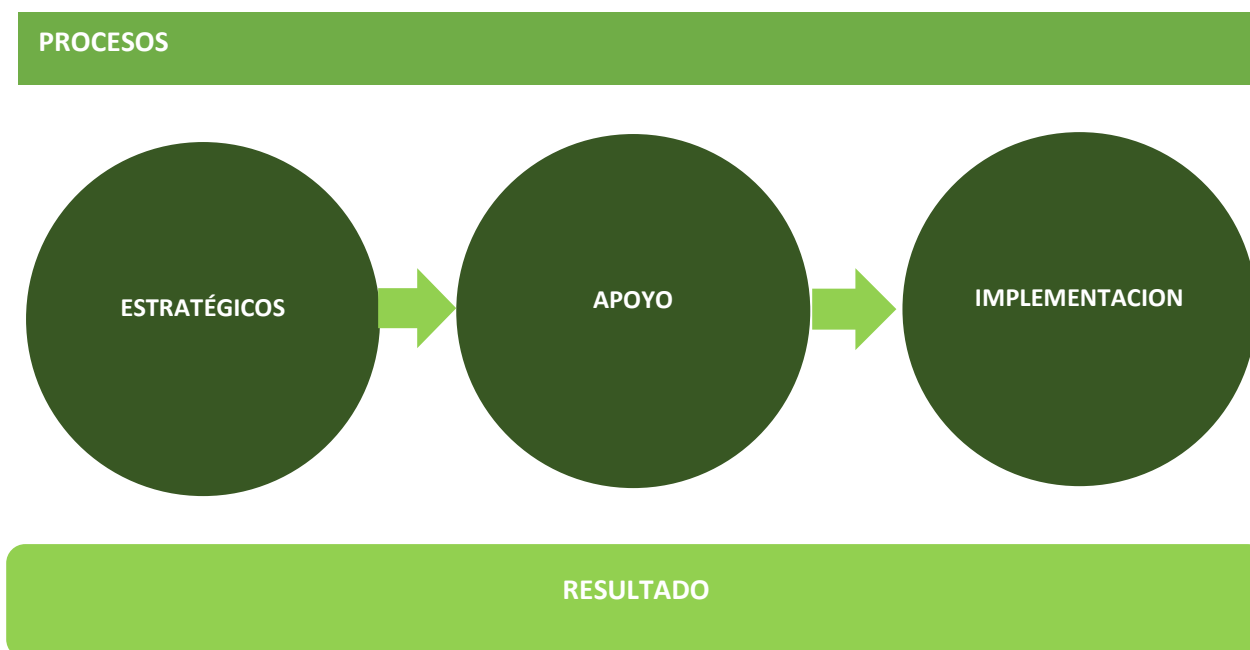 PROCESOS
ESTRATÉGICOS
APOYO
IMPLEMENTACION
RESULTADO